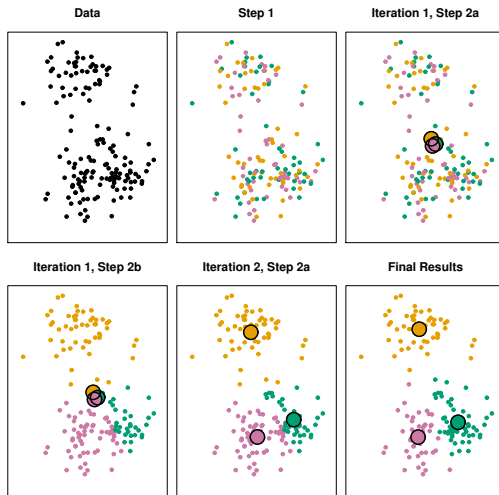 Data
Step 1
Iteration 1, Step 2a
Iteration 1, Step 2b
Iteration 2, Step 2a
Final Results